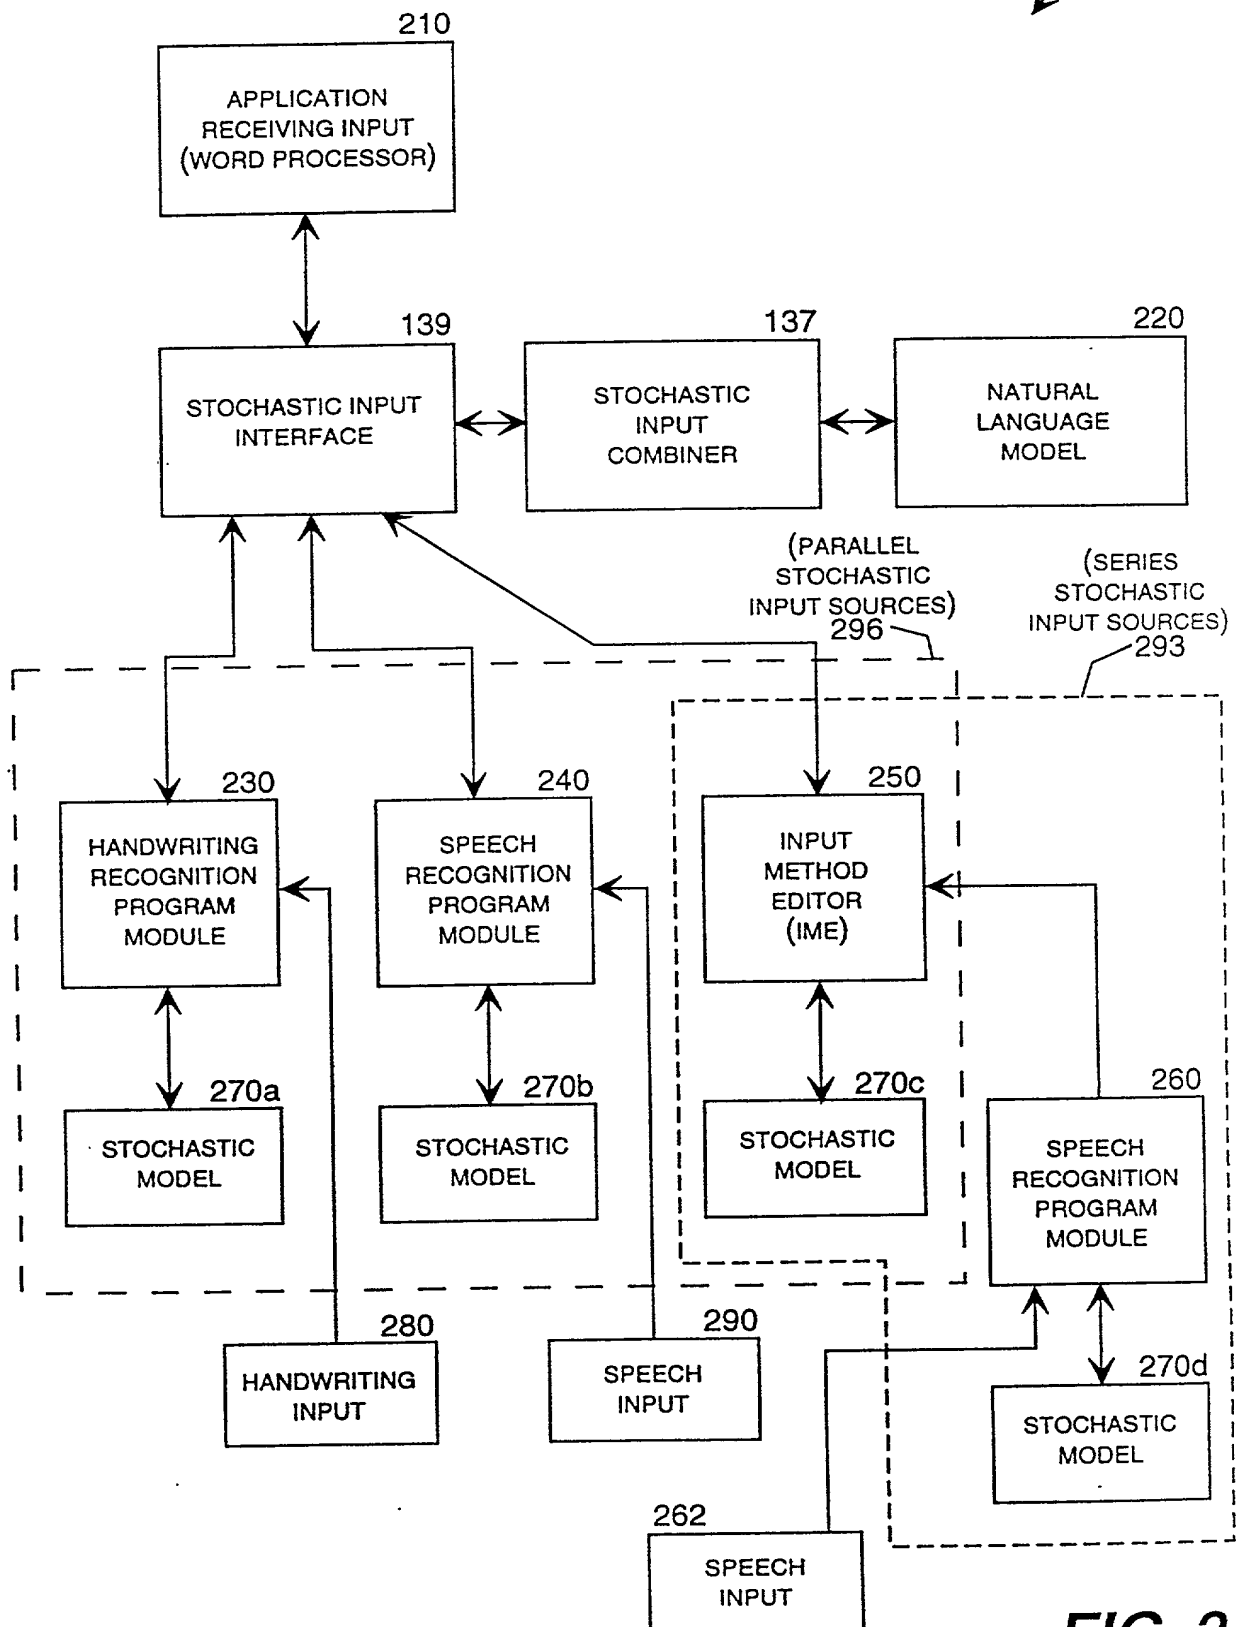 210
APPLICATION
RECEIVING INPUT
(WORD PROCESSOR)
139
STOCHASTIC INPUT
INTERFACE
137
STOCHASTIC
INPUT
COMBINER
220
NATURAL
LANGUAGE
MODEL
(PARALLEL
STOCHASTIC
INPUT SOURCES)
296
(SERIES
STOCHASTIC
INPUT SOURCES)
293
230
HANDWRITING
RECOGNITION
PROGRAM
MODULE
240
SPEECH
RECOGNITION
PROGRAM
MODULE
250
INPUT
METHOD
EDITOR
(IME)
270a
STOCHASTIC
MODEL
270b
STOCHASTIC
MODEL
270c
STOCHASTIC
MODEL
260
SPEECH
RECOGNITION
PROGRAM
MODULE
280
HANDWRITING
INPUT
290
SPEECH
INPUT
270d
STOCHASTIC
MODEL
262
SPEECH
INPUT